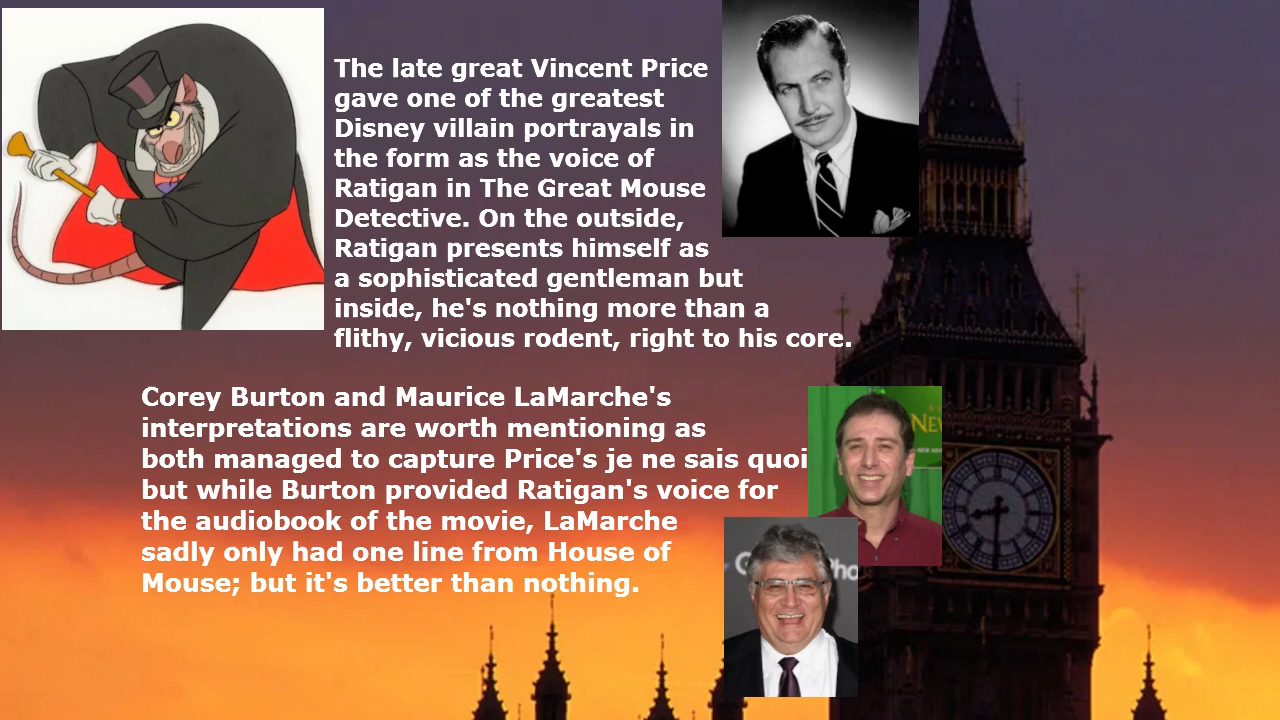 The late great Vincent Price
gave one of the greatest
Disney villain portrayals in
the form as the voice of
Ratigan in The Great Mouse
Detective. On the outside,
Ratigan presents himself as
a sophisticated gentleman but
inside, he's nothing more than a
flithy, vicious rodent, right to his core.
Corey Burton and Maurice LaMarche's
interpretations are worth mentioning as
both managed to capture Price's je ne sais quoi
but while Burton provided Ratigan's voice for
the audiobook of the movie, LaMarche
sadly only had one line from House of
Mouse; but it's better than nothing.